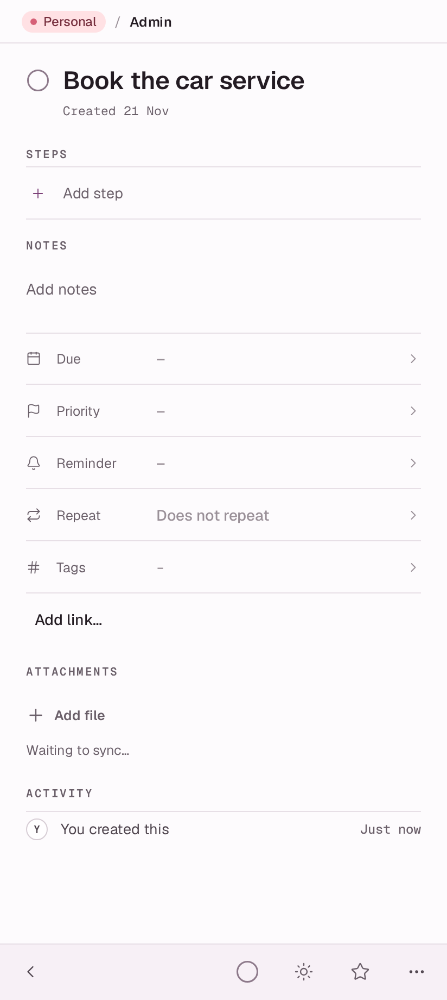 Personal / Admin
Book the car service
Created 21 Nov
STEPS
+ Add step
NOTES
Add notes
Due –
Priority –
Reminder –
Repeat Does not repeat
# Tags –
Add link…
ATTACHMENTS
+ Add file
Waiting to sync…
ACTIVITY
Y You created this Just now